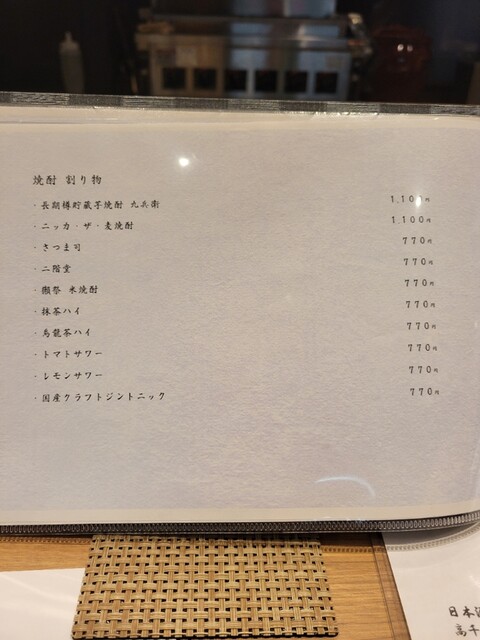 焼酎 割り物
・長期樽貯蔵芋焼酎 九兵衛 1,100円
・ニッカ・ザ・麦焼酎 1,100円
・さつま司 770円
・二階堂 770円
・獺祭 米焼酎 770円
・抹茶ハイ 770円
・烏龍茶ハイ 770円
・トマトサワー 770円
・レモンサワー 770円
・国産クラフトジントニック 770円
日本酒
高千